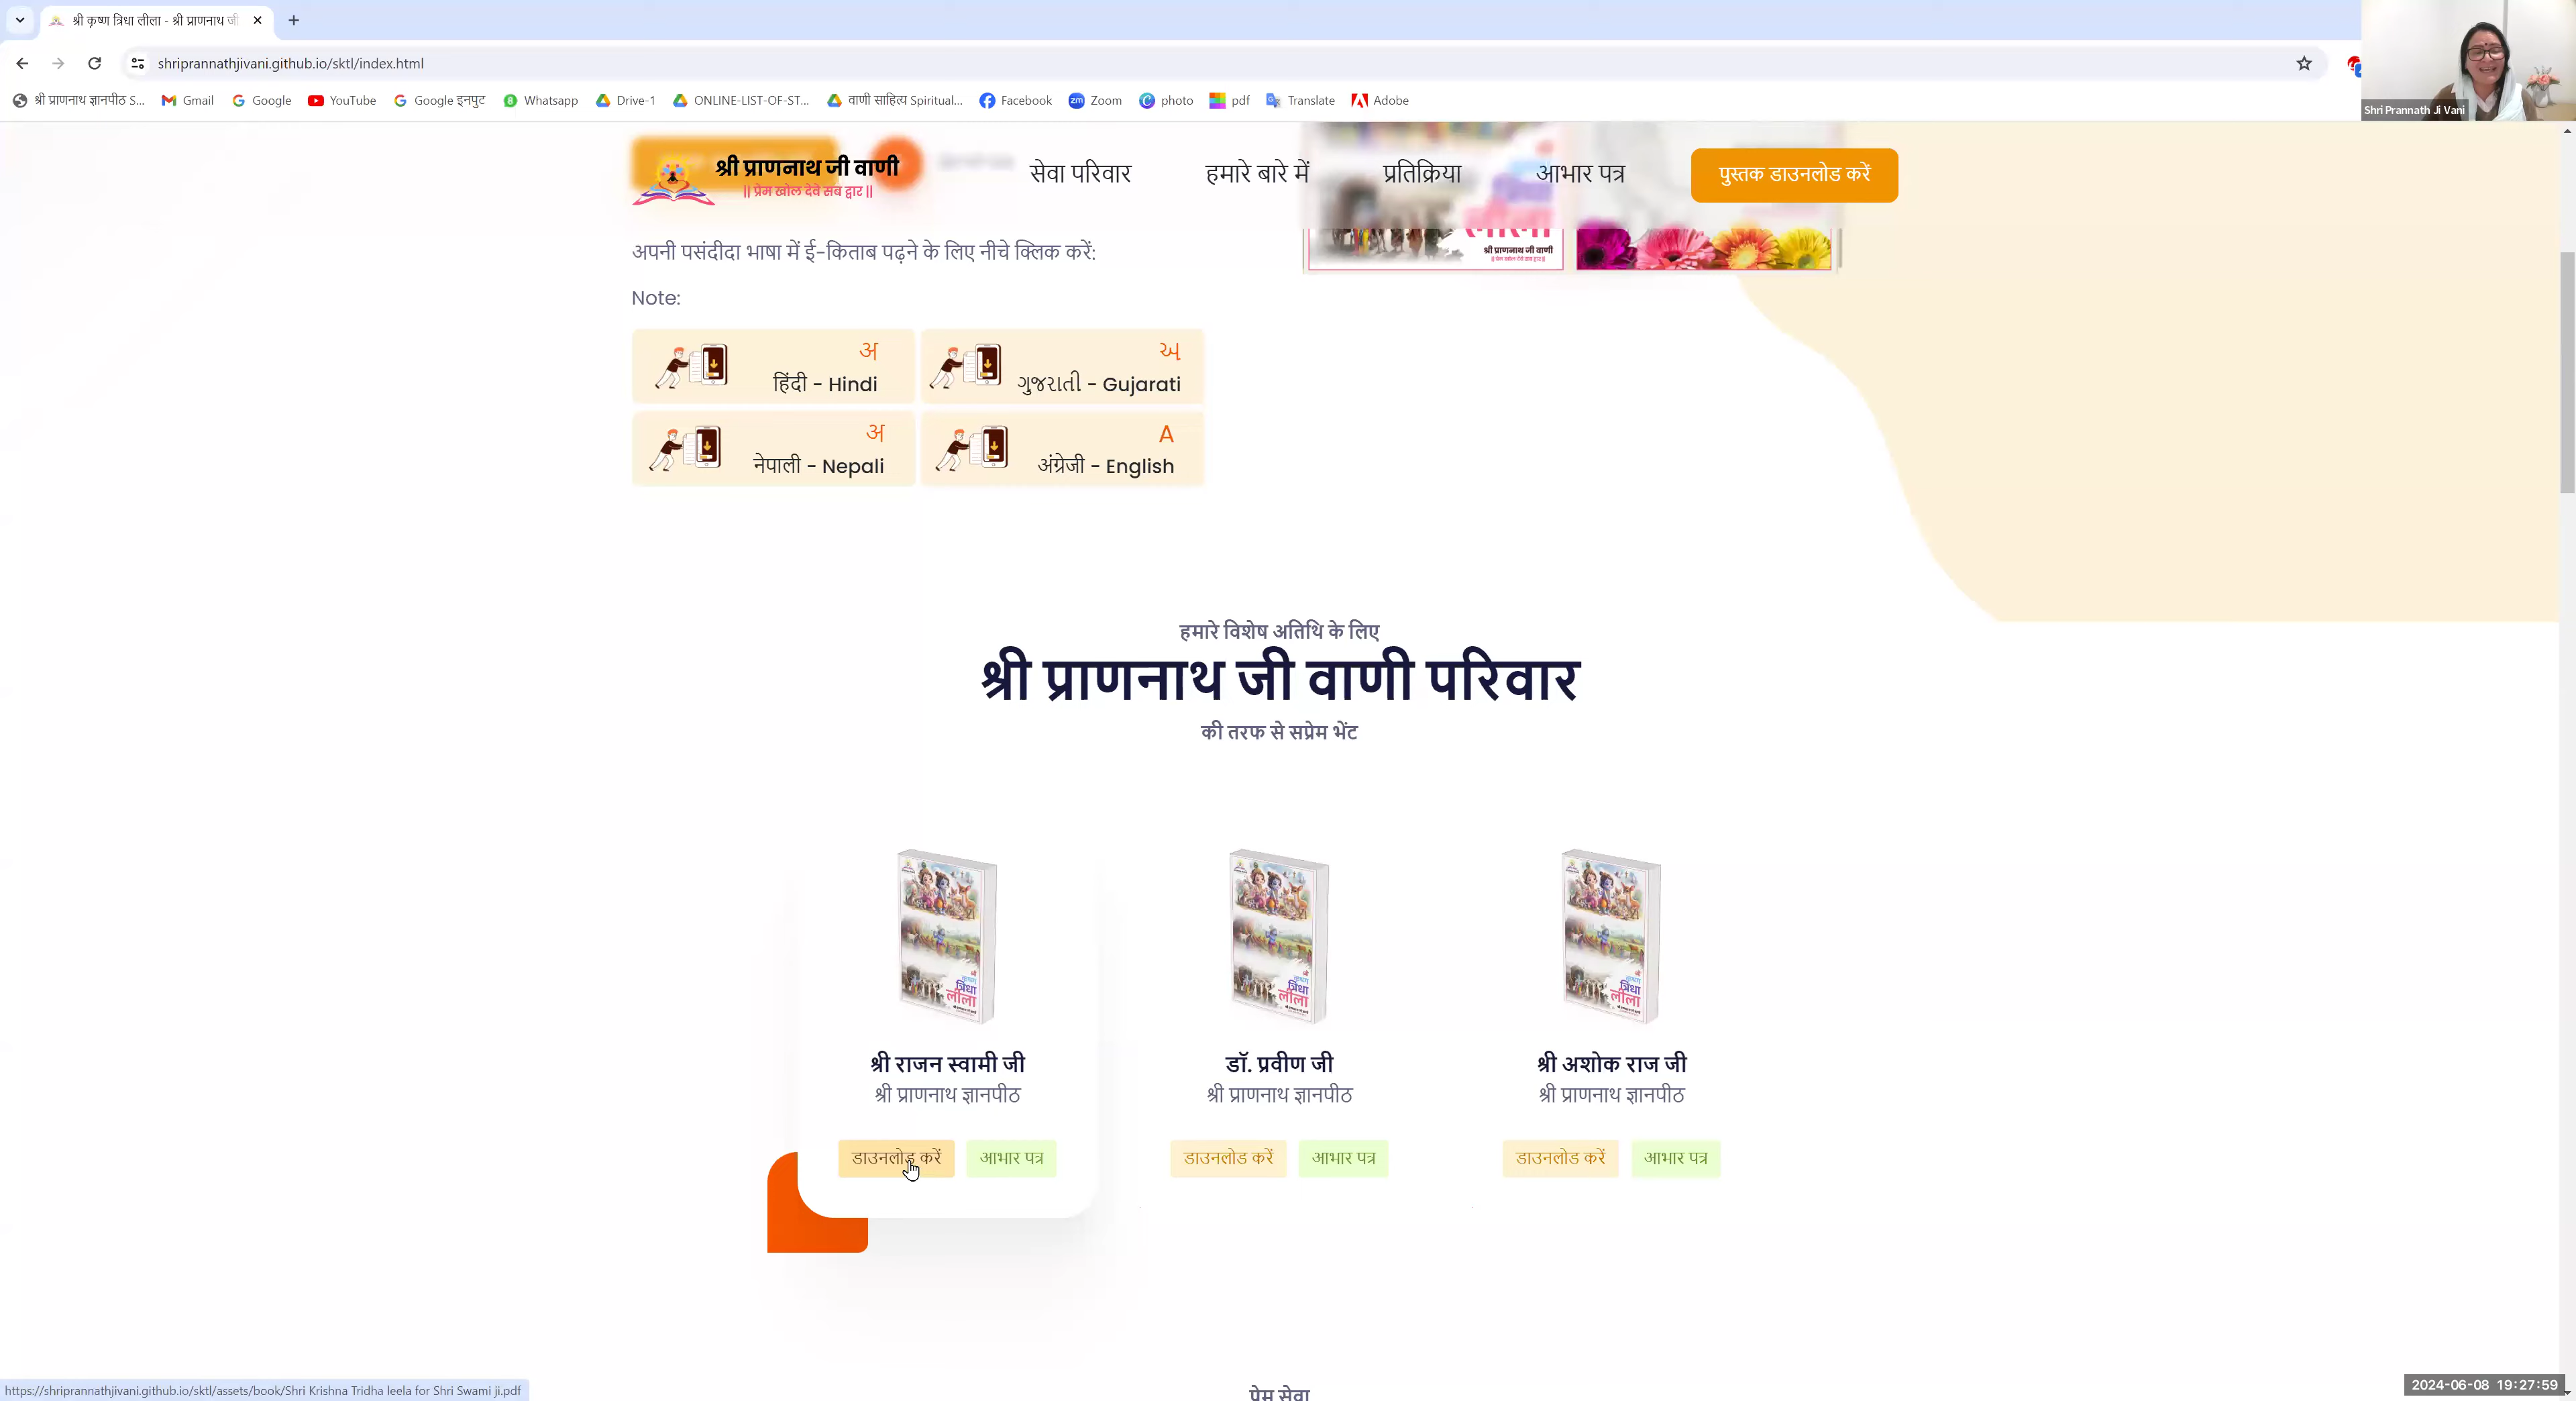 श्री कृष्ण त्रिधा लीला - श्री प्राणनाथ जी
shriprannathjivani.github.io/sktl/index.html
श्री प्राणनाथ ज्ञानपीठ S... Gmail Google YouTube Google इनपुट Whatsapp Drive-1 ONLINE-LIST-OF-ST... वाणी साहित्य Spiritual... Facebook Zoom photo pdf Translate Adobe
Shri Prannath Ji Vani
श्री प्राणनाथ जी वाणी
|| प्रेम खोल देवे सब द्वार ||
सेवा परिवार हमारे बारे में प्रतिक्रिया आभार पत्र पुस्तक डाउनलोड करें
लीला
श्री प्राणनाथ जी वाणी
|| प्रेम खोल देवे सब द्वार ||
अपनी पसंदीदा भाषा में ई-किताब पढ़ने के लिए नीचे क्लिक करें:
Note:
अ
हिंदी - Hindi
અ
ગુજરાતી - Gujarati
अ
नेपाली - Nepali
A
अंग्रेजी - English
हमारे विशेष अतिथि के लिए
श्री प्राणनाथ जी वाणी परिवार
की तरफ से सप्रेम भेंट
श्री कृष्ण त्रिधा लीला
श्री कृष्ण त्रिधा लीला
श्री कृष्ण त्रिधा लीला
श्री राजन स्वामी जी
श्री प्राणनाथ ज्ञानपीठ
डाउनलोड करें आभार पत्र
डॉ. प्रवीण जी
श्री प्राणनाथ ज्ञानपीठ
डाउनलोड करें आभार पत्र
श्री अशोक राज जी
श्री प्राणनाथ ज्ञानपीठ
डाउनलोड करें आभार पत्र
प्रेम सेवा
https://shriprannathjivani.github.io/sktl/assets/book/Shri Krishna Tridha leela for Shri Swami ji.pdf
2024-06-08 19:27:59